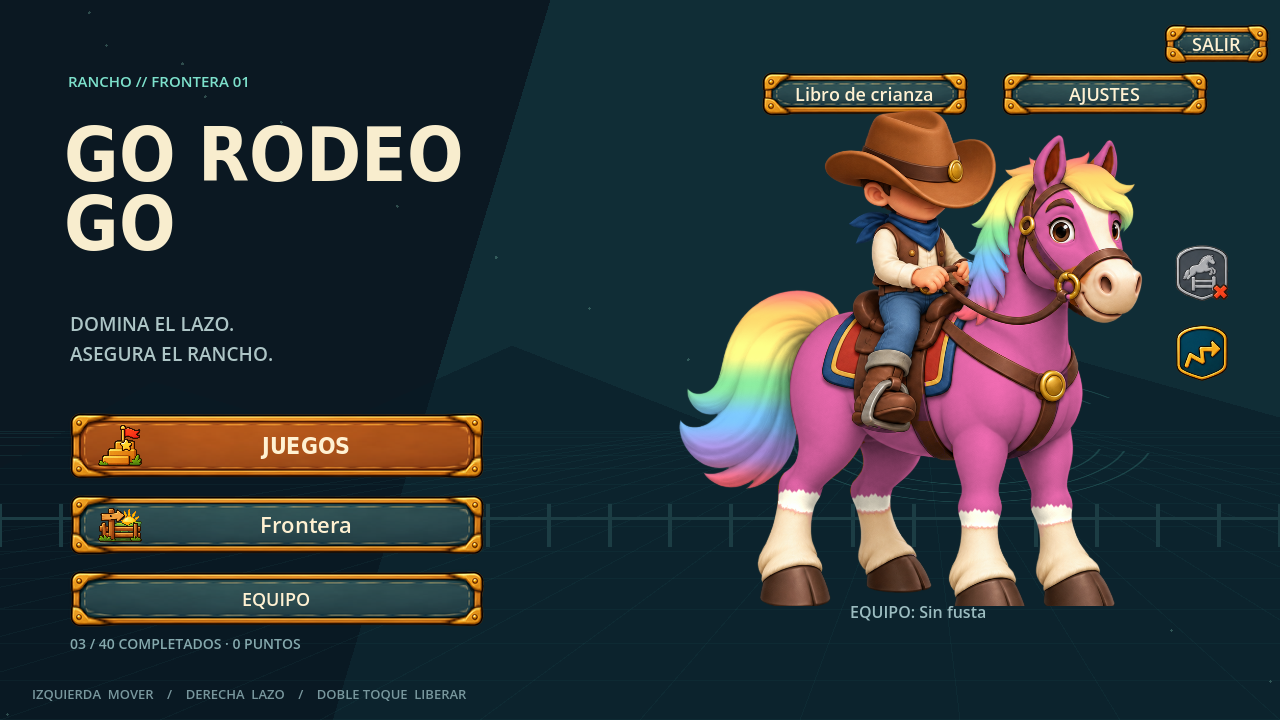 SALIR
RANCHO // FRONTERA 01
Libro de crianza
AJUSTES
GO RODEO
GO
DOMINA EL LAZO.
ASEGURA EL RANCHO.
JUEGOS
Frontera
EQUIPO
EQUIPO: Sin fusta
03 / 40 COMPLETADOS · 0 PUNTOS
IZQUIERDA MOVER / DERECHA LAZO / DOBLE TOQUE LIBERAR